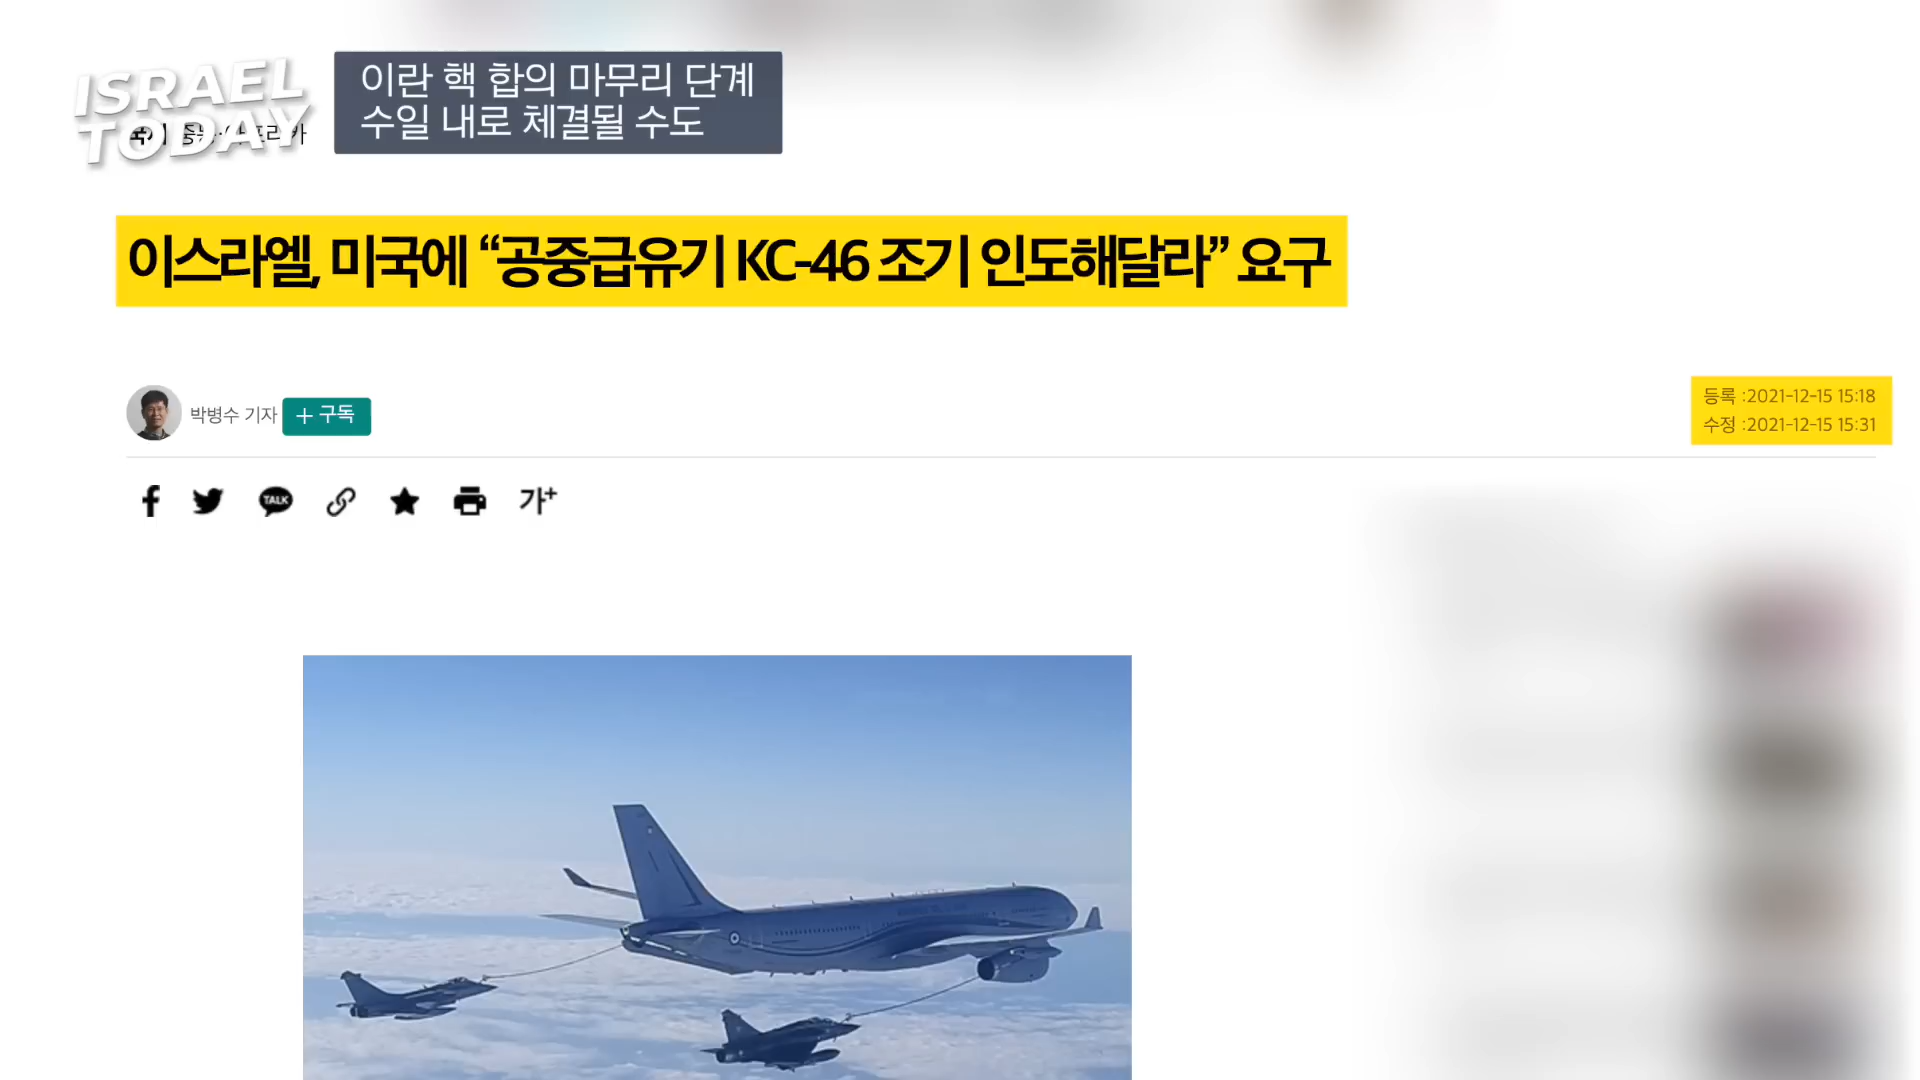 ISRAEL
TODAY
이란 핵 합의 마무리 단계
수일 내로 체결될 수도
이스라엘, 미국에 “공중급유기 KC-46 조기 인도해달라” 요구
박병수 기자
+ 구독
등록 :2021-12-15 15:18
수정 :2021-12-15 15:31
TALK
가+